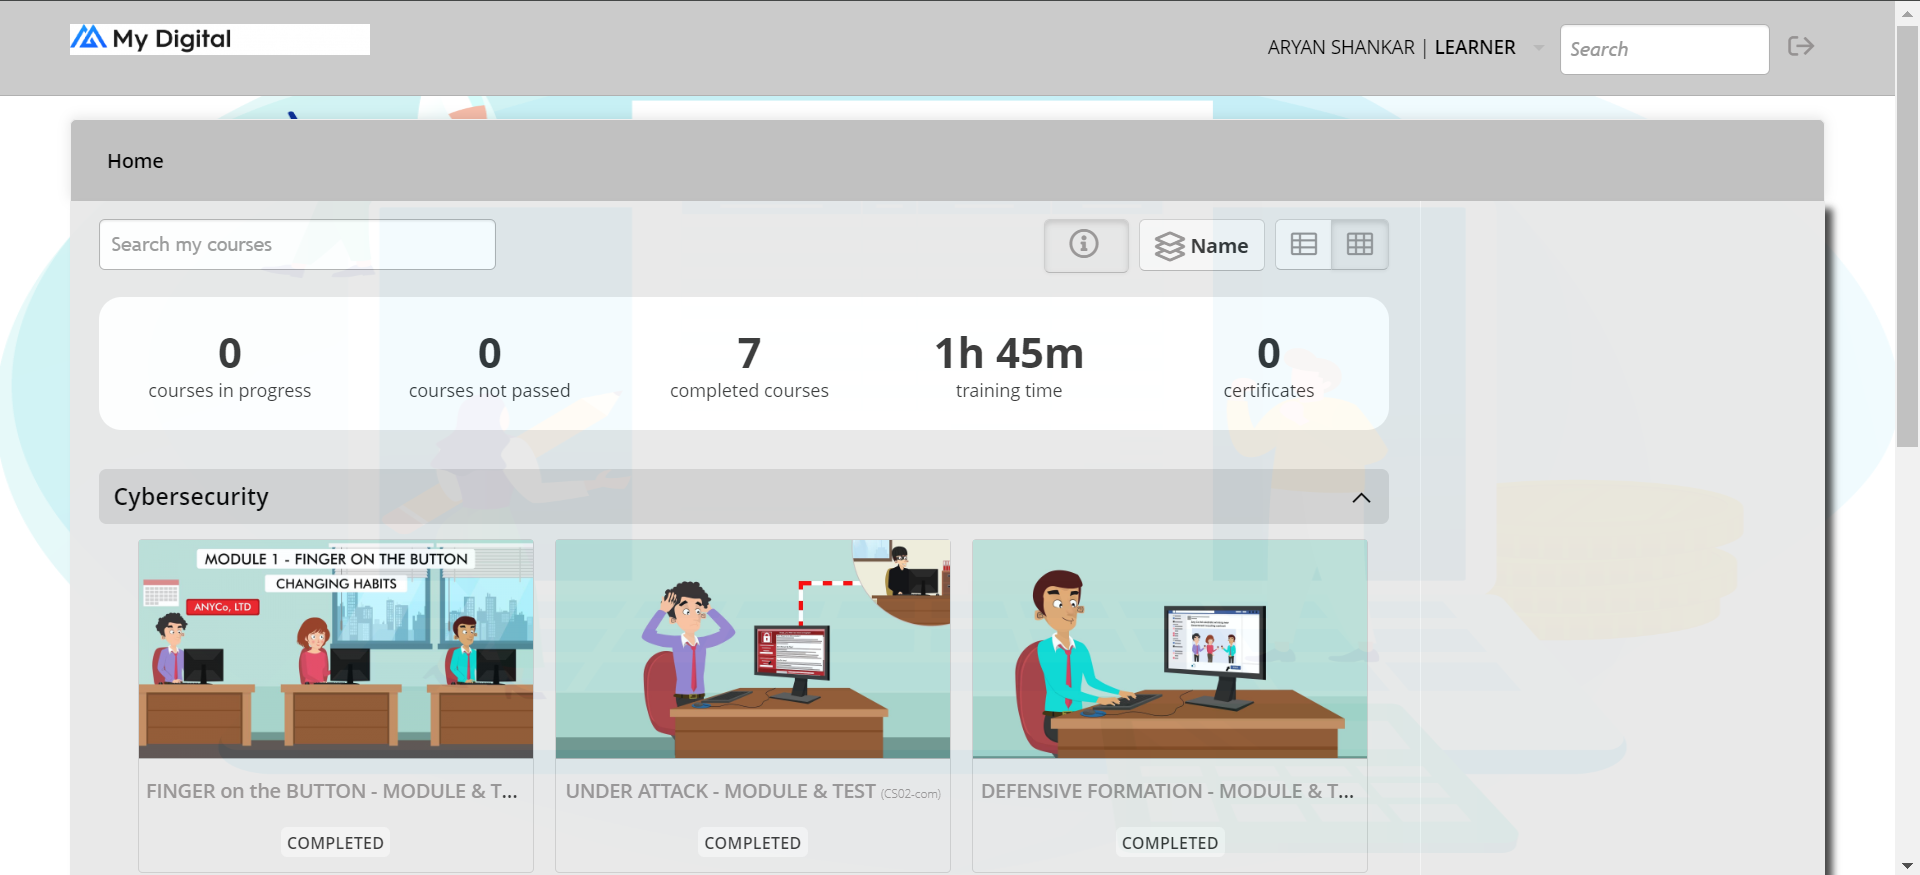 My Digital
ARYAN SHANKAR | LEARNER
Search
Home
Search my courses
Name
0
courses in progress
0
courses not passed
7
completed courses
1h 45m
training time
0
certificates
Cybersecurity
MODULE 1 - FINGER ON THE BUTTON
CHANGING HABITS
ANYCo, LTD
FINGER on the BUTTON - MODULE & T...
COMPLETED
UNDER ATTACK - MODULE & TEST (CS02-com)
COMPLETED
DEFENSIVE FORMATION - MODULE & T...
COMPLETED